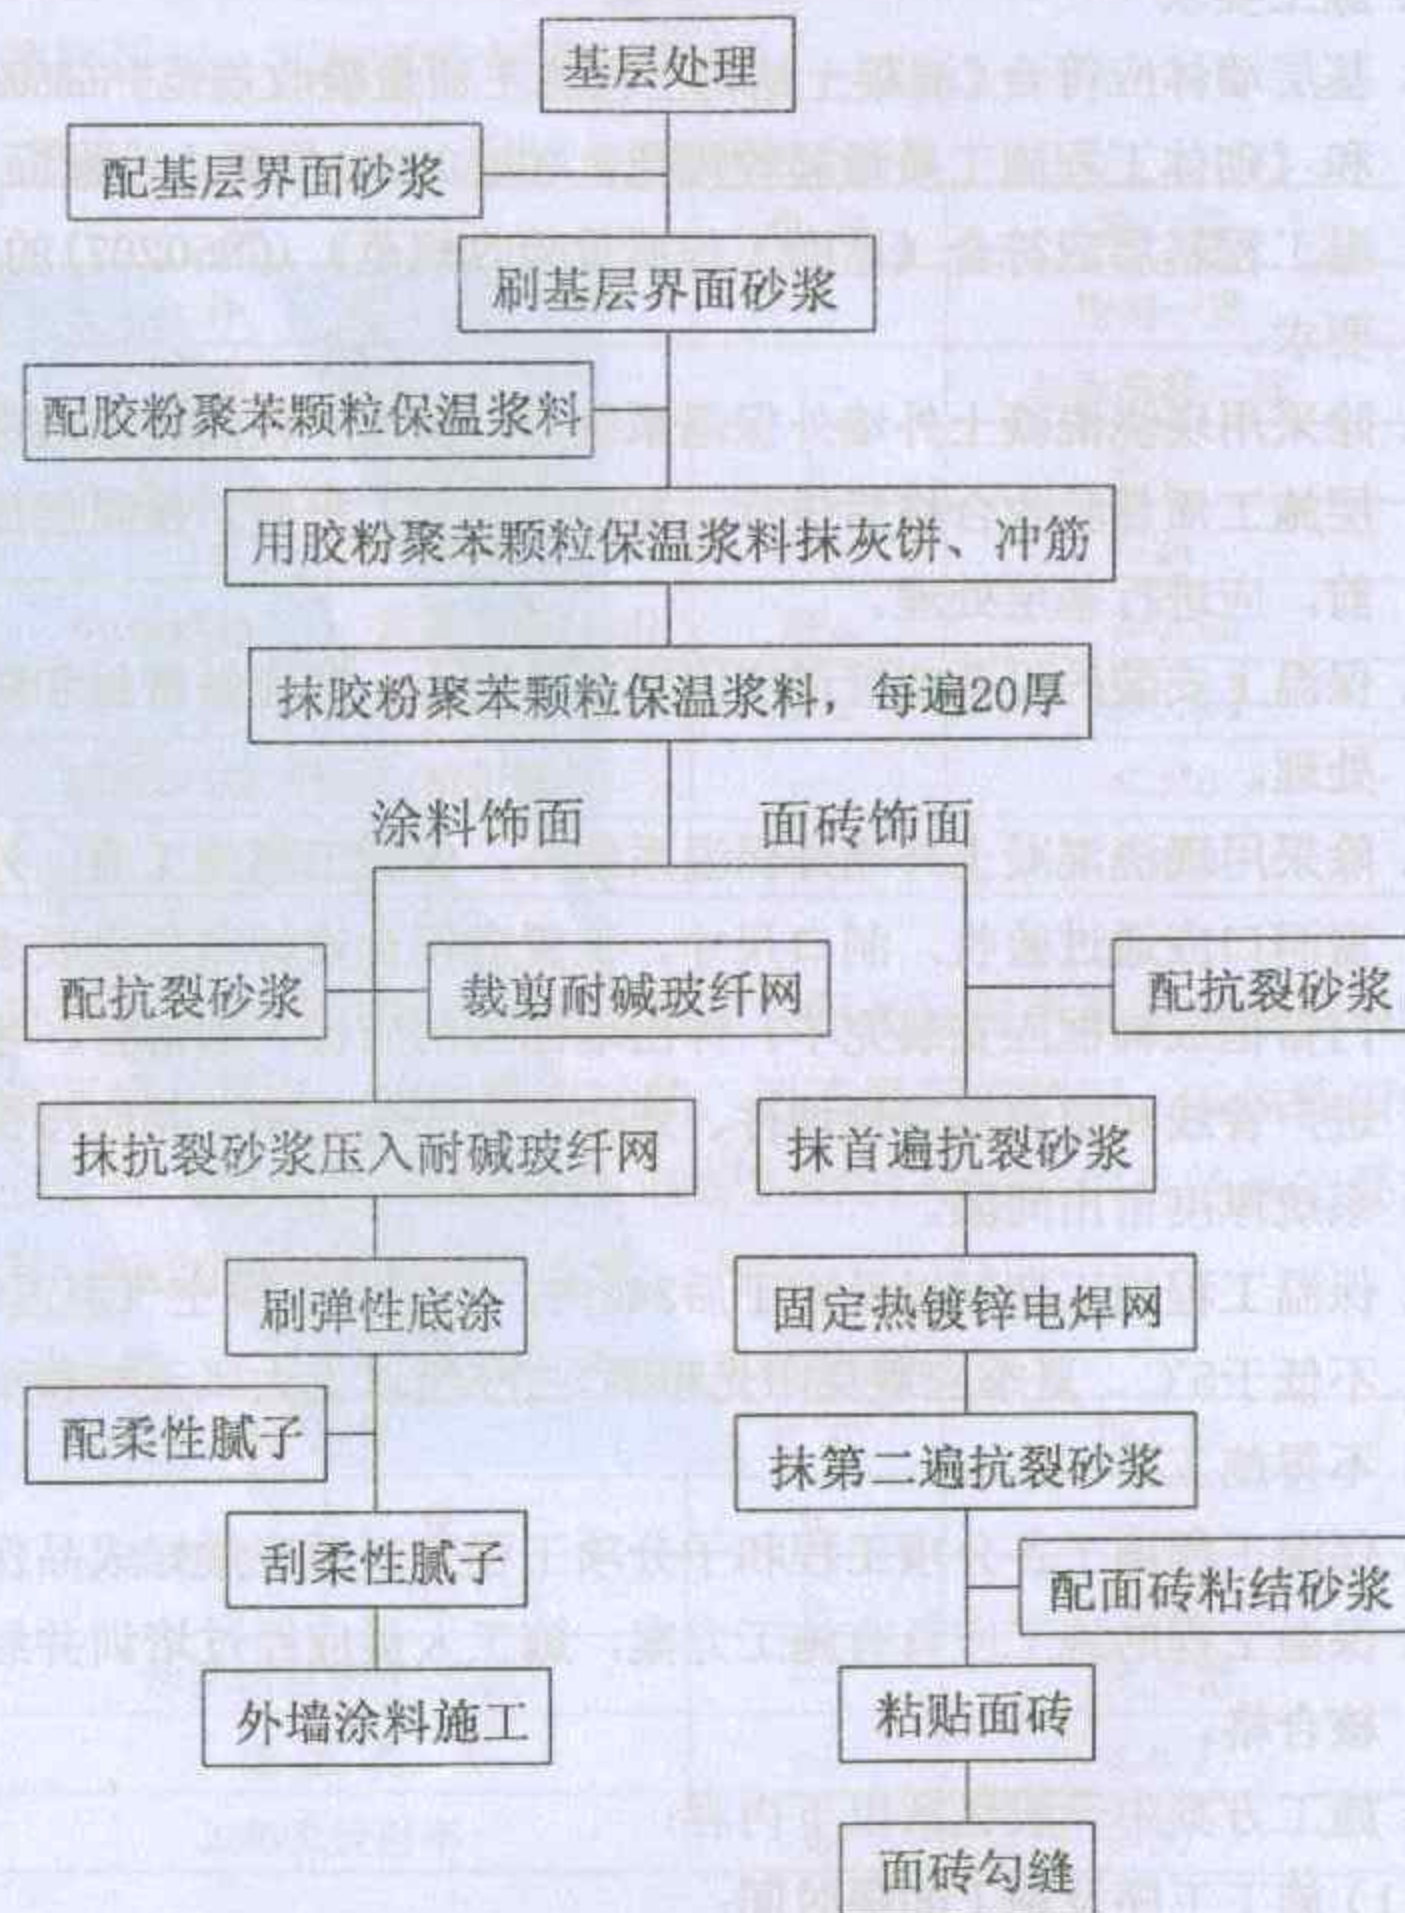 基层处理
配基层界面砂浆
刷基层界面砂浆
配胶粉聚苯颗粒保温浆料
用胶粉聚苯颗粒保温浆料抹灰饼、冲筋
抹胶粉聚苯颗粒保温浆料，每遍20厚
涂料饰面 面砖饰面
配抗裂砂浆 裁剪耐碱玻纤网 配抗裂砂浆
抹抗裂砂浆压入耐碱玻纤网 抹首遍抗裂砂浆
刷弹性底涂 固定热镀锌电焊网
配柔性腻子
抹第二遍抗裂砂浆
刮柔性腻子
配面砖粘结砂浆
外墙涂料施工 粘贴面砖
面砖勾缝